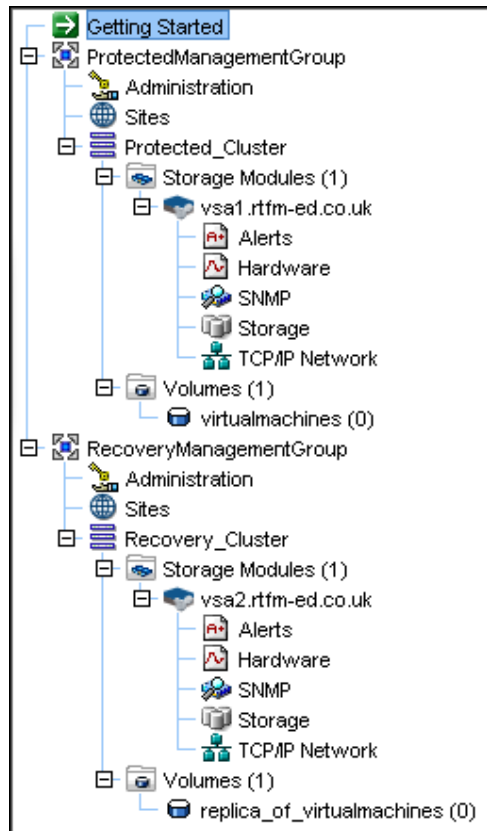 Getting Started
ProtectedManagementGroup
Administration
Sites
Protected_Cluster
Storage Modules (1)
vsa1.rtfm-ed.co.uk
Alerts
Hardware
SNMP
Storage
TCP/IP Network
Volumes (1)
virtualmachines (0)
RecoveryManagementGroup
Administration
Sites
Recovery_Cluster
Storage Modules (1)
vsa2.rtfm-ed.co.uk
Alerts
Hardware
SNMP
Storage
TCP/IP Network
Volumes (1)
replica_of_virtualmachines (0)